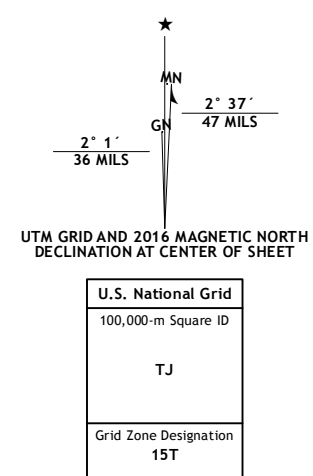 ★
MN
GN
2° 37´
47 MILS
2° 1´
36 MILS
UTM GRID AND 2016 MAGNETIC NORTH
DECLINATION AT CENTER OF SHEET
U.S. National Grid
100,000-m Square ID
TJ
Grid Zone Designation
15T